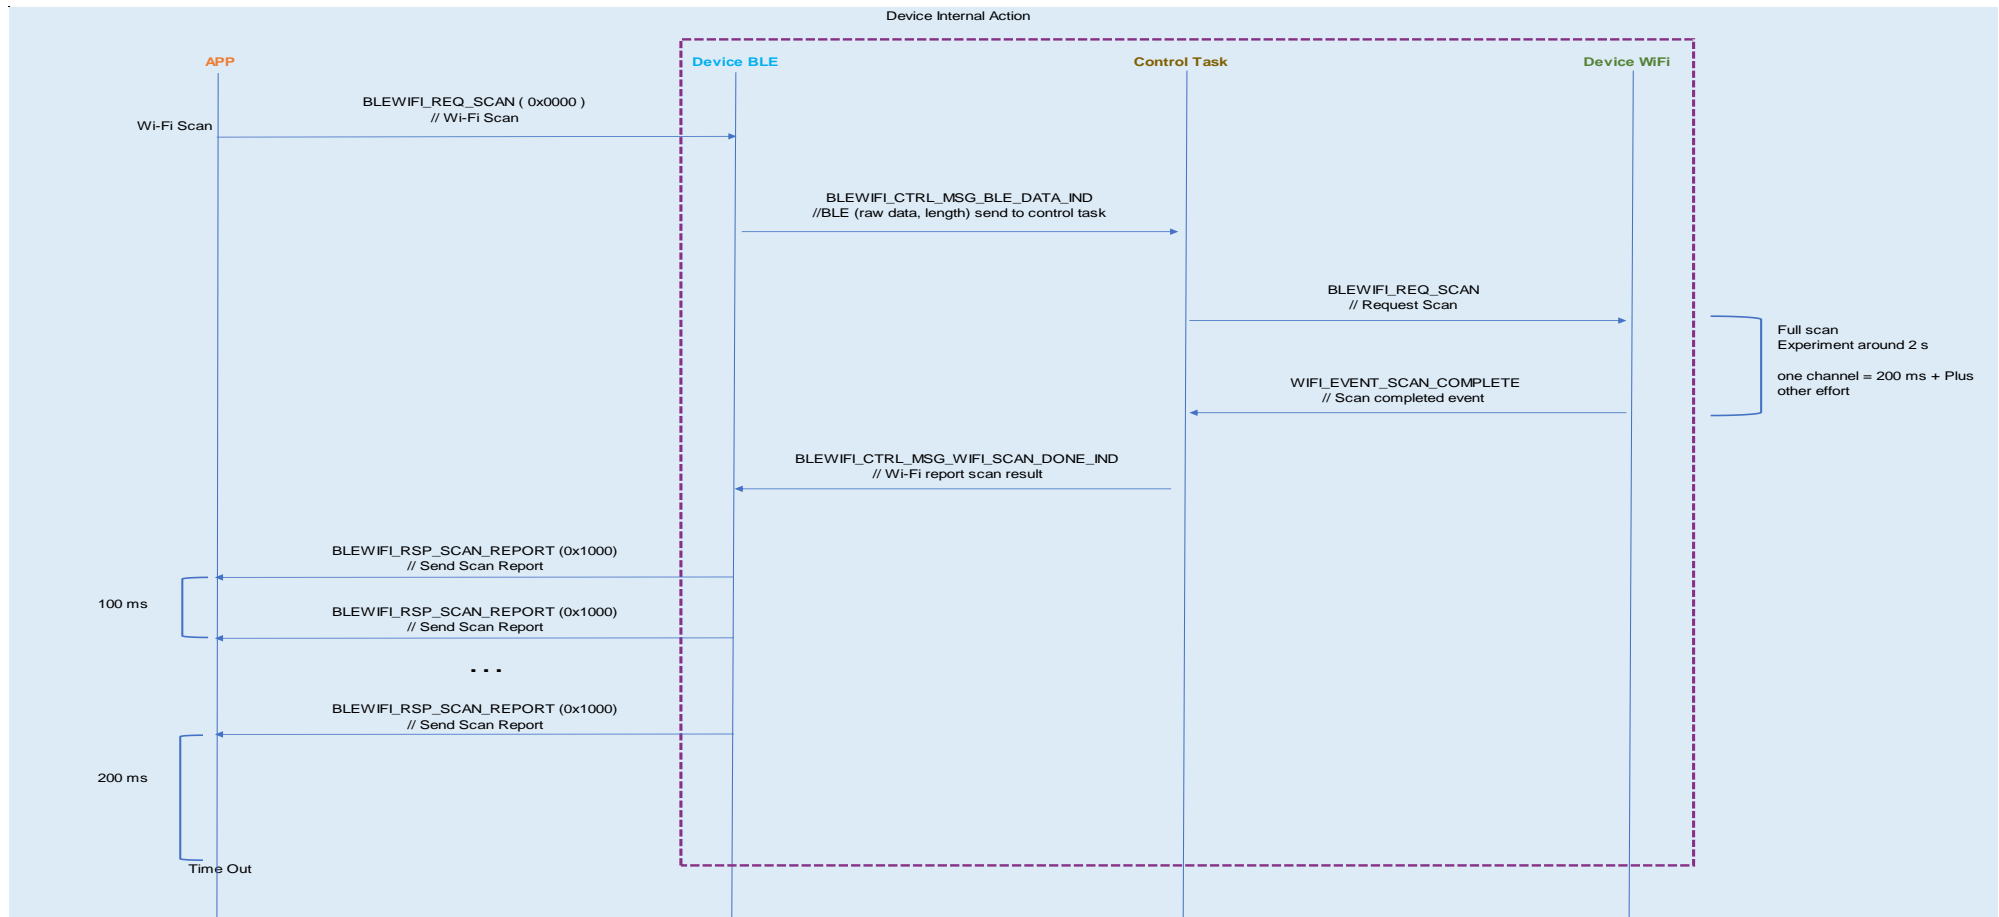 Device Internal Action
APP
Device BLE
Control Task
Device WiFi
BLEWIFI_REQ_SCAN ( 0x0000 )
// Wi-Fi Scan
Wi-Fi Scan
BLEWIFI_CTRL_MSG_BLE_DATA_IND
//BLE (raw data, length) send to control task
BLEWIFI_REQ_SCAN
// Request Scan
Full scan
Experiment around 2 s
one channel = 200 ms + Plus
other effort
WIFI_EVENT_SCAN_COMPLETE
// Scan completed event
BLEWIFI_CTRL_MSG_WIFI_SCAN_DONE_IND
// Wi-Fi report scan result
BLEWIFI_RSP_SCAN_REPORT (0x1000)
// Send Scan Report
100 ms
BLEWIFI_RSP_SCAN_REPORT (0x1000)
// Send Scan Report
...
BLEWIFI_RSP_SCAN_REPORT (0x1000)
// Send Scan Report
200 ms
Time Out